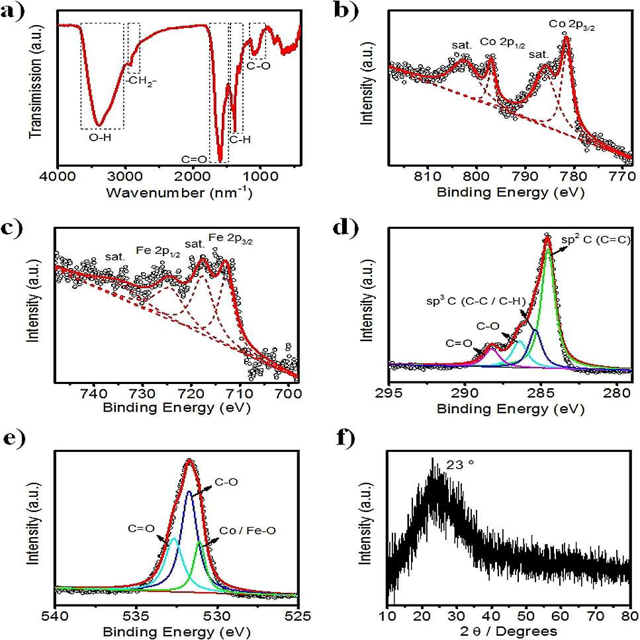 a)
Transimission (a.u.)
O-H
-CH₂-
C=O
C-H
C-O
4000 3000 2000 1000
Wavenumber (nm⁻¹)
b)
Intensity (a.u.)
sat.
Co 2p₁/₂
sat.
Co 2p₃/₂
810 800 790 780 770
Binding Energy (eV)
c)
Intensity (a.u.)
sat.
Fe 2p₁/₂
sat.
Fe 2p₃/₂
740 730 720 710 700
Binding Energy (eV)
d)
Intensity (a.u.)
sp² C (C=C)
sp³ C (C-C / C-H)
C-O
C=O
295 290 285 280
Binding Energy (eV)
e)
Intensity (a.u.)
C-O
C=O
Co / Fe-O
540 535 530 525
Binding Energy (eV)
f)
Intensity (a.u.)
23 °
10 20 30 40 50 60 70 80
2 θ / Degrees